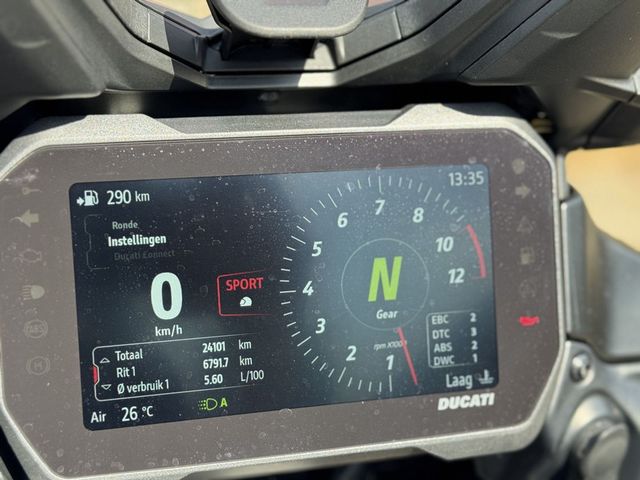 290 km
13:35
Ronde
Instellingen
Ducati Connect
0
km/h
SPORT
1
2
3
4
5
6
7
8
10
12
N
Gear
rpm X1000
EBC 2
DTC 3
ABS 2
DWC 1
Totaal 24101 km
Rit 1 6791.7 km
Ø verbruik 1 5.60 L/100
Air 26 °C
A
Laag
DUCATI
ABS